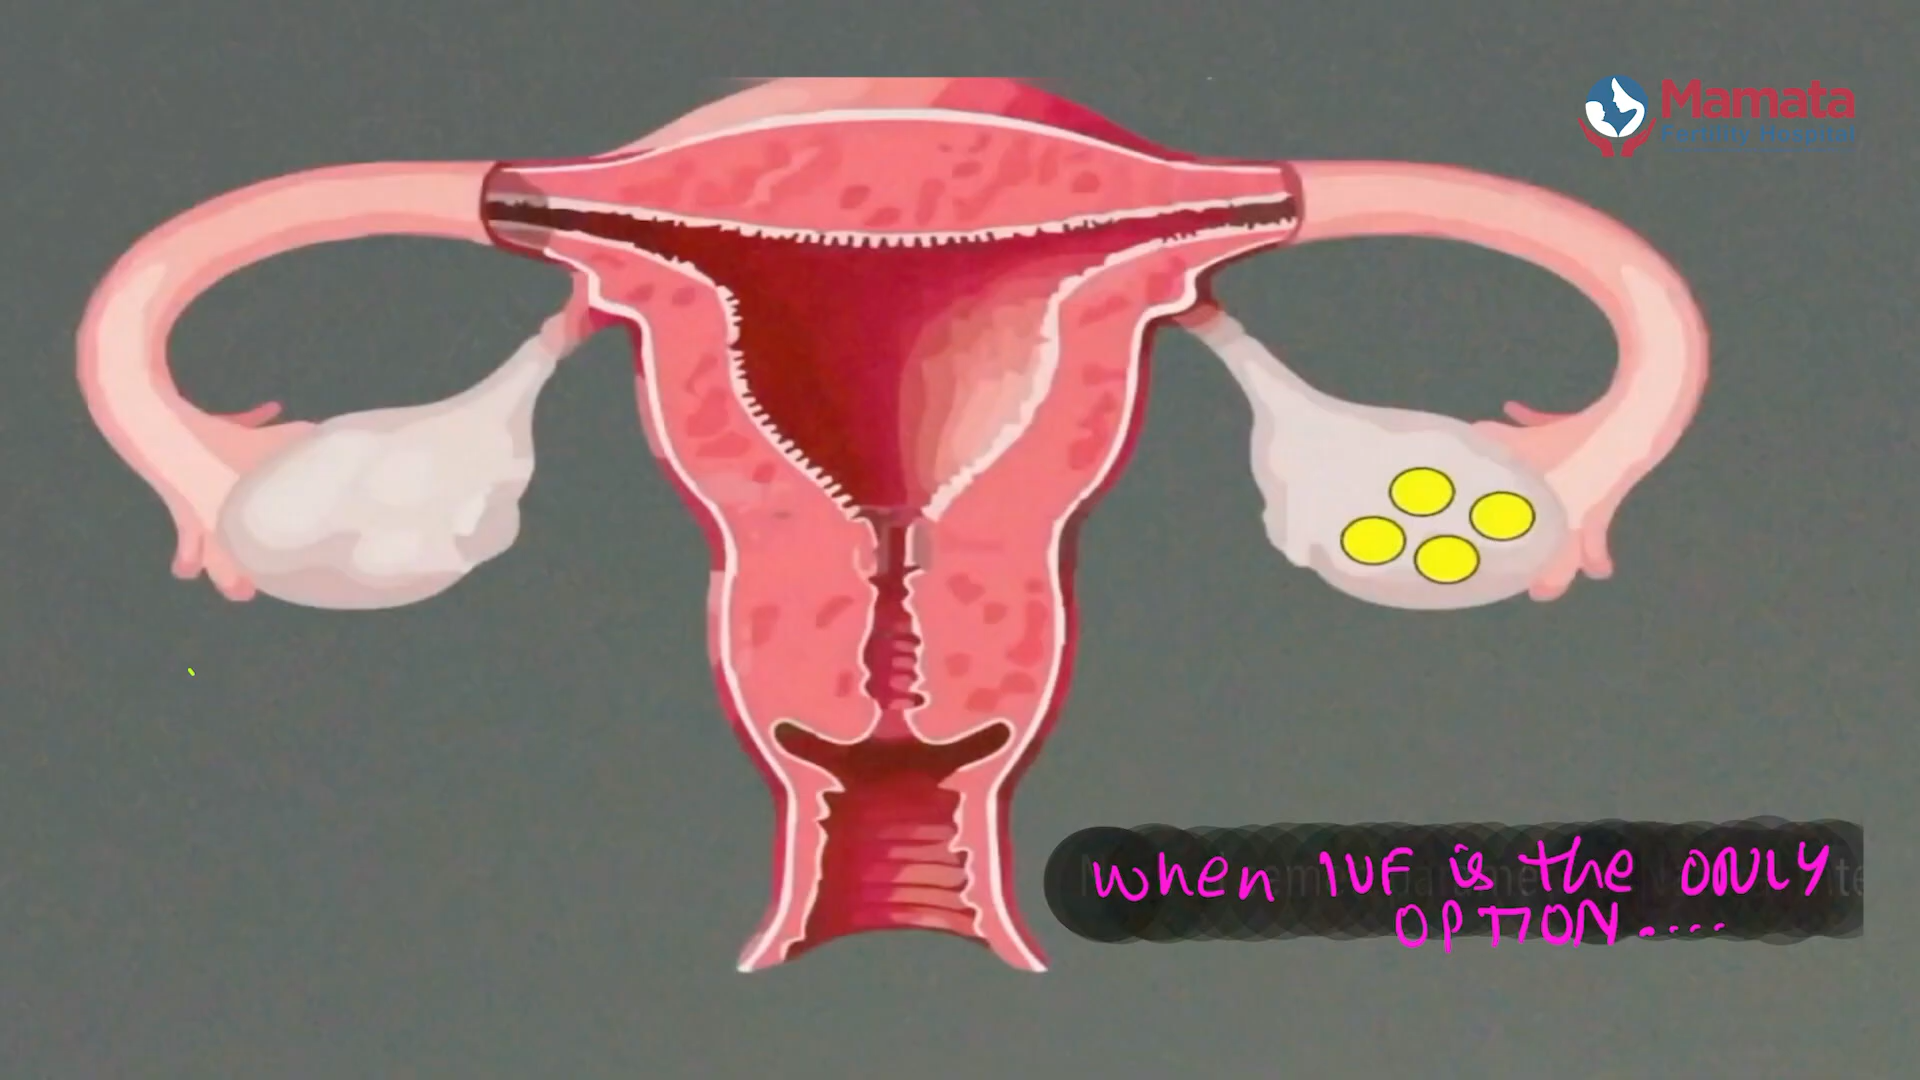 Mamata
Fertility Hospital
When IVF is the ONLY
OPTION....